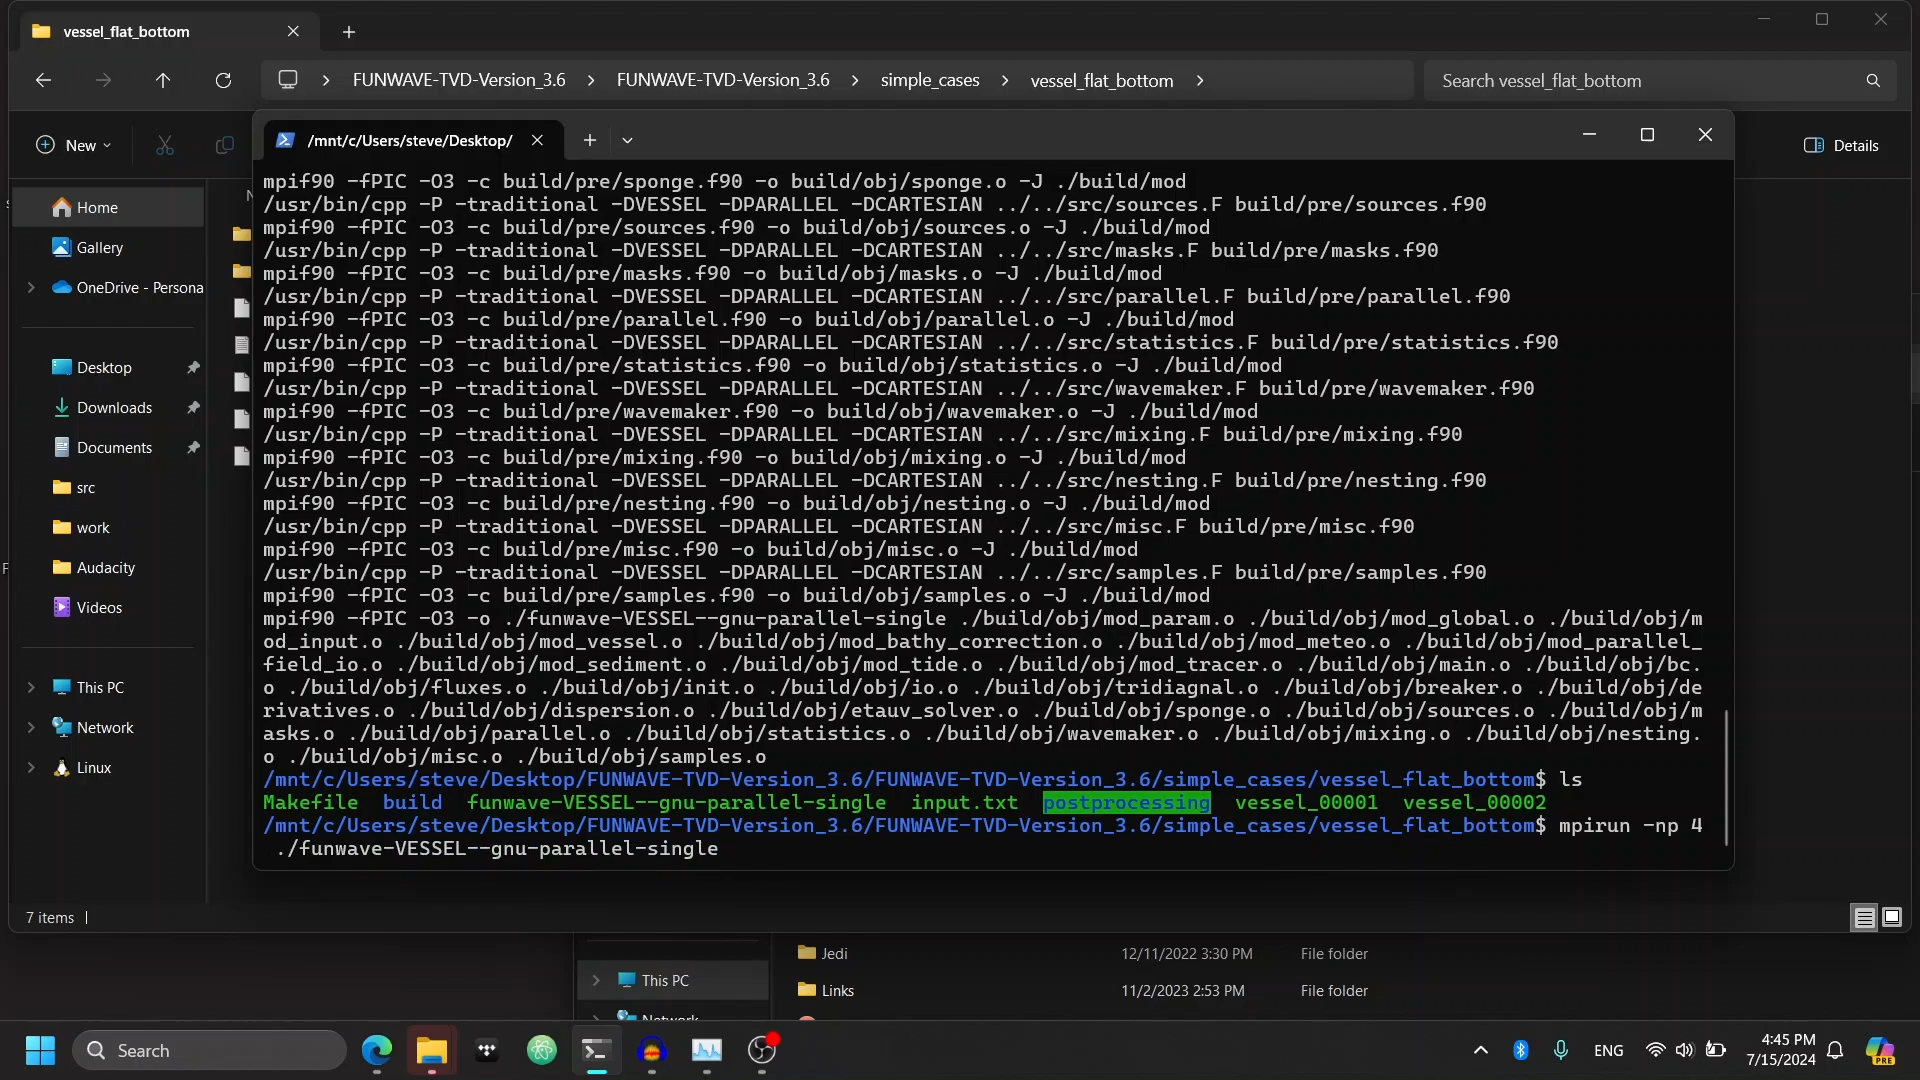 vessel_flat_bottom
FUNWAVE-TVD-Version_3.6 FUNWAVE-TVD-Version_3.6 simple_cases vessel_flat_bottom Search vessel_flat_bottom
New
/mnt/c/Users/steve/Desktop/
Details
Home
Gallery
OneDrive - Persona
Desktop
Downloads
Documents
src
work
Audacity
Videos
This PC
Network
Linux
mpif90 -fPIC -O3 -c build/pre/sponge.f90 -o build/obj/sponge.o -J ./build/mod
/usr/bin/cpp -P -traditional -DVESSEL -DPARALLEL -DCARTESIAN ../../src/sources.F build/pre/sources.f90
mpif90 -fPIC -O3 -c build/pre/sources.f90 -o build/obj/sources.o -J ./build/mod
/usr/bin/cpp -P -traditional -DVESSEL -DPARALLEL -DCARTESIAN ../../src/masks.F build/pre/masks.f90
mpif90 -fPIC -O3 -c build/pre/masks.f90 -o build/obj/masks.o -J ./build/mod
/usr/bin/cpp -P -traditional -DVESSEL -DPARALLEL -DCARTESIAN ../../src/parallel.F build/pre/parallel.f90
mpif90 -fPIC -O3 -c build/pre/parallel.f90 -o build/obj/parallel.o -J ./build/mod
/usr/bin/cpp -P -traditional -DVESSEL -DPARALLEL -DCARTESIAN ../../src/statistics.F build/pre/statistics.f90
mpif90 -fPIC -O3 -c build/pre/statistics.f90 -o build/obj/statistics.o -J ./build/mod
/usr/bin/cpp -P -traditional -DVESSEL -DPARALLEL -DCARTESIAN ../../src/wavemaker.F build/pre/wavemaker.f90
mpif90 -fPIC -O3 -c build/pre/wavemaker.f90 -o build/obj/wavemaker.o -J ./build/mod
/usr/bin/cpp -P -traditional -DVESSEL -DPARALLEL -DCARTESIAN ../../src/mixing.F build/pre/mixing.f90
mpif90 -fPIC -O3 -c build/pre/mixing.f90 -o build/obj/mixing.o -J ./build/mod
/usr/bin/cpp -P -traditional -DVESSEL -DPARALLEL -DCARTESIAN ../../src/nesting.F build/pre/nesting.f90
mpif90 -fPIC -O3 -c build/pre/nesting.f90 -o build/obj/nesting.o -J ./build/mod
/usr/bin/cpp -P -traditional -DVESSEL -DPARALLEL -DCARTESIAN ../../src/misc.F build/pre/misc.f90
mpif90 -fPIC -O3 -c build/pre/misc.f90 -o build/obj/misc.o -J ./build/mod
/usr/bin/cpp -P -traditional -DVESSEL -DPARALLEL -DCARTESIAN ../../src/samples.F build/pre/samples.f90
mpif90 -fPIC -O3 -c build/pre/samples.f90 -o build/obj/samples.o -J ./build/mod
mpif90 -fPIC -O3 -o ./funwave-VESSEL--gnu-parallel-single ./build/obj/mod_param.o ./build/obj/mod_global.o ./build/obj/m
od_input.o ./build/obj/mod_vessel.o ./build/obj/mod_bathy_correction.o ./build/obj/mod_meteo.o ./build/obj/mod_parallel_
field_io.o ./build/obj/mod_sediment.o ./build/obj/mod_tide.o ./build/obj/mod_tracer.o ./build/obj/main.o ./build/obj/bc.
o ./build/obj/fluxes.o ./build/obj/init.o ./build/obj/io.o ./build/obj/tridiagnal.o ./build/obj/breaker.o ./build/obj/de
rivatives.o ./build/obj/dispersion.o ./build/obj/etauv_solver.o ./build/obj/sponge.o ./build/obj/sources.o ./build/obj/m
asks.o ./build/obj/parallel.o ./build/obj/statistics.o ./build/obj/wavemaker.o ./build/obj/mixing.o ./build/obj/nesting.
o ./build/obj/misc.o ./build/obj/samples.o
/mnt/c/Users/steve/Desktop/FUNWAVE-TVD-Version_3.6/FUNWAVE-TVD-Version_3.6/simple_cases/vessel_flat_bottom$ ls
Makefile build funwave-VESSEL--gnu-parallel-single input.txt postprocessing vessel_00001 vessel_00002
/mnt/c/Users/steve/Desktop/FUNWAVE-TVD-Version_3.6/FUNWAVE-TVD-Version_3.6/simple_cases/vessel_flat_bottom$ mpirun -np 4
./funwave-VESSEL--gnu-parallel-single
7 items
This PC
Network
Jedi 12/11/2022 3:30 PM File folder
Links 11/2/2023 2:53 PM File folder
Search
ENG
4:45 PM
7/15/2024
PRE